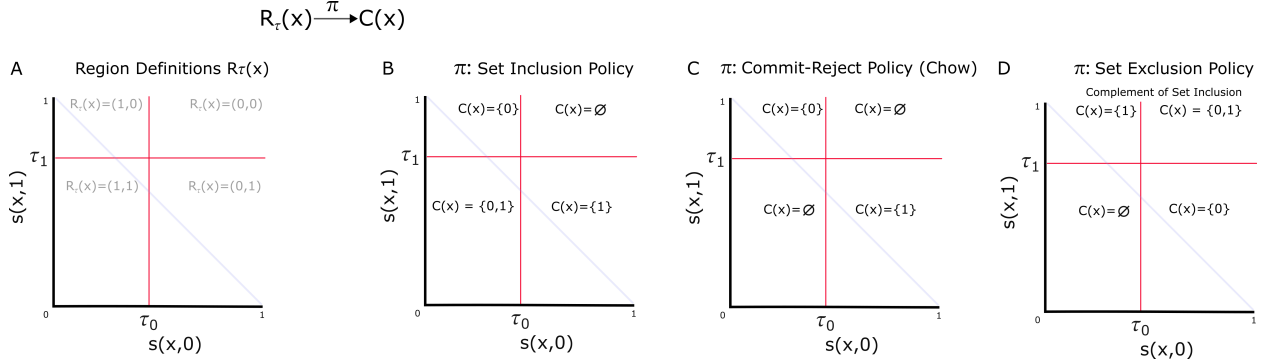 Rτ(x) π C(x)
A Region Definitions Rτ(x)
1
Rτ(x)=(1,0) Rτ(x)=(0,0)
τ1
Rτ(x)=(1,1) Rτ(x)=(0,1)
s(x,1)
0 τ0 1
s(x,0)
B π: Set Inclusion Policy
1
C(x)={0} C(x)=∅
τ1
C(x) = {0,1} C(x)={1}
s(x,1)
0 τ0 1
s(x,0)
C π: Commit-Reject Policy (Chow)
1
C(x)={0} C(x)=∅
τ1
C(x)=∅ C(x)={1}
s(x,1)
0 τ0 1
s(x,0)
D π: Set Exclusion Policy
Complement of Set Inclusion
1
C(x)={1} C(x) = {0,1}
τ1
C(x)=∅ C(x)={0}
s(x,1)
0 τ0 1
s(x,0)